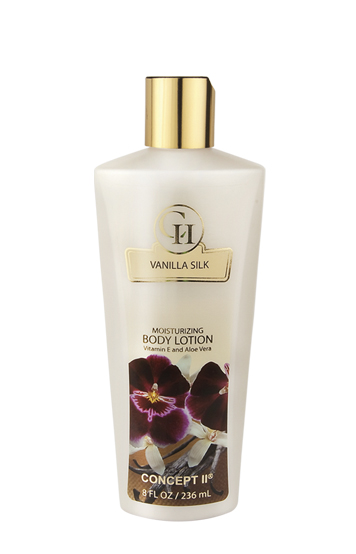 CII
VANILLA SILK
MOISTURIZING
BODY LOTION
Vitamin E and Aloe Vera
CONCEPT II®
8 FL OZ / 236 mL